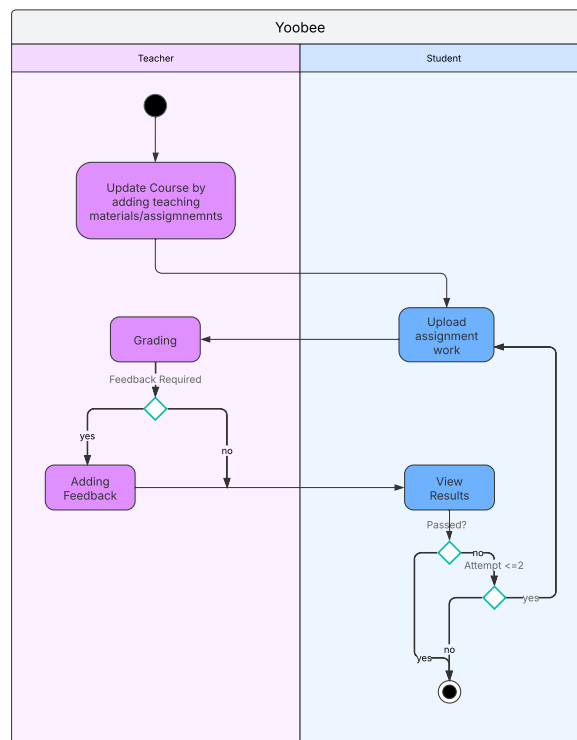 Yoobee
Teacher
Student
Update Course by
adding teaching
materials/assigmnemnts
Upload
assignment
work
Grading
Feedback Required
yes
no
Adding
Feedback
View
Results
Passed?
no
Attempt <=2
yes
no
yes